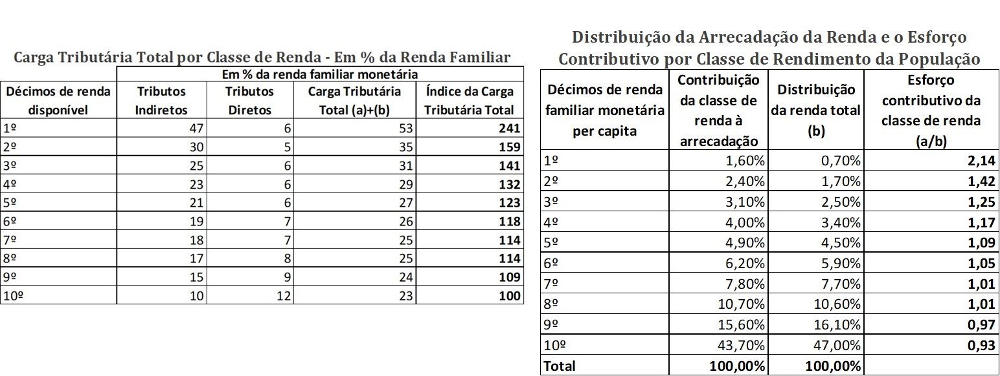 Carga Tributária Total por Classe de Renda - Em % da Renda Familiar
Em % da renda familiar monetária
Décimos de renda disponível Tributos Indiretos Tributos Diretos Carga Tributária Total (a)+(b) Índice da Carga Tributária Total
1º 47 6 53 241
2º 30 5 35 159
3º 25 6 31 141
4º 23 6 29 132
5º 21 6 27 123
6º 19 7 26 118
7º 18 7 25 114
8º 17 8 25 114
9º 15 9 24 109
10º 10 12 23 100
Distribuição da Arrecadação da Renda e o Esforço
Contributivo por Classe de Rendimento da População
Décimos de renda familiar monetária per capita Contribuição da classe de renda à arrecadação Distribuição da renda total (b) Esforço contributivo da classe de renda (a/b)
1º 1,60% 0,70% 2,14
2º 2,40% 1,70% 1,42
3º 3,10% 2,50% 1,25
4º 4,00% 3,40% 1,17
5º 4,90% 4,50% 1,09
6º 6,20% 5,90% 1,05
7º 7,80% 7,70% 1,01
8º 10,70% 10,60% 1,01
9º 15,60% 16,10% 0,97
10º 43,70% 47,00% 0,93
Total 100,00% 100,00%